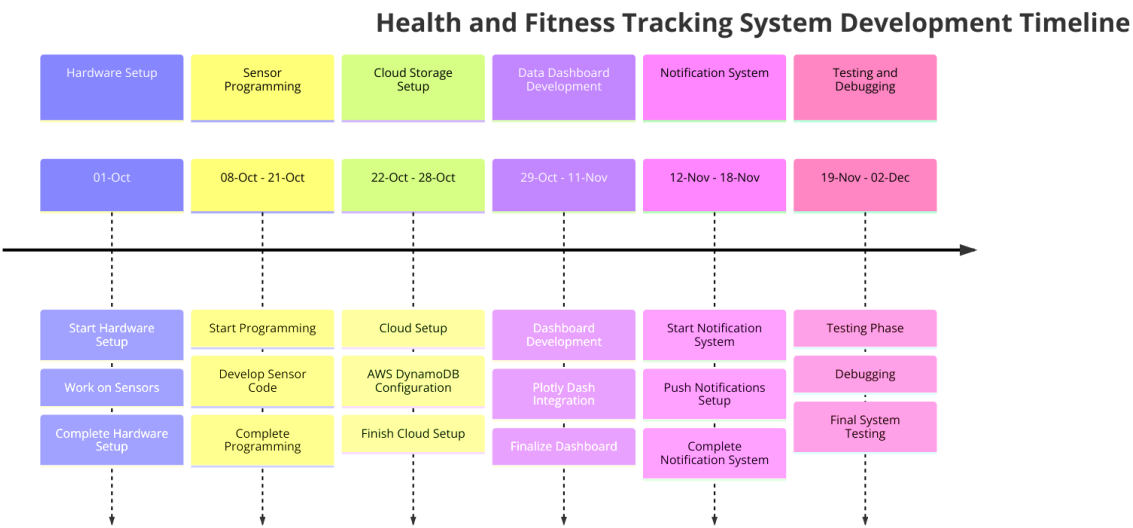 Health and Fitness Tracking System Development Timeline
Hardware Setup
Sensor
Programming
Cloud Storage
Setup
Data Dashboard
Development
Notification System
Testing and
Debugging
01-Oct
08-Oct - 21-Oct
22-Oct - 28-Oct
29-Oct - 11-Nov
12-Nov - 18-Nov
19-Nov - 02-Dec
Start Hardware
Setup
Work on Sensors
Complete Hardware
Setup
Start Programming
Develop Sensor
Code
Complete
Programming
Cloud Setup
AWS DynamoDB
Configuration
Finish Cloud Setup
Dashboard
Development
Plotly Dash
Integration
Finalize Dashboard
Start Notification
System
Push Notifications
Setup
Complete
Notification System
Testing Phase
Debugging
Final System
Testing